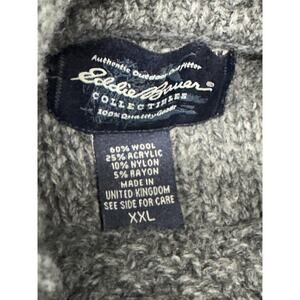 Authentic Outdoor Outfitter
Eddie Bauer
COLLECTIBLES
100% Quality Goods
60% WOOL
25% ACRYLIC
10% NYLON
5% RAYON
MADE IN
UNITED KINGDOM
SEE SIDE FOR CARE
XXL